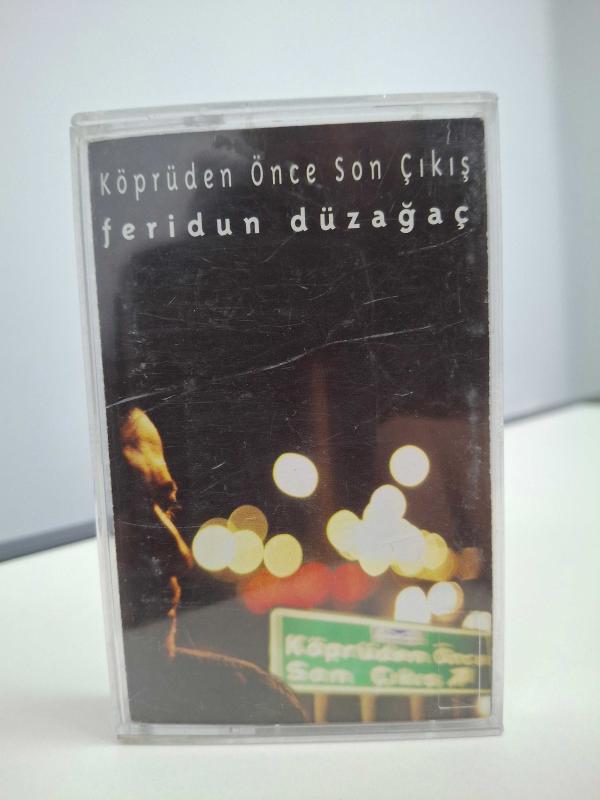 Köprüden Önce Son Çıkış
feridun düzağaç
Köprüden Önce
Son Çıkış